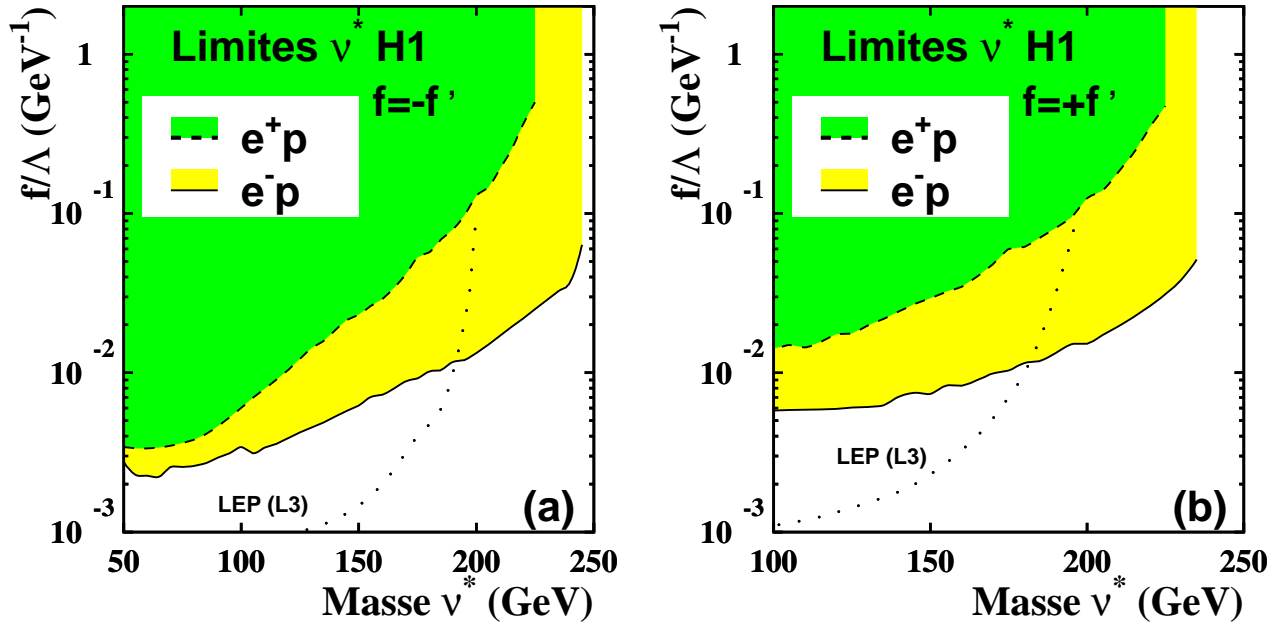 Limites ν* H1
f=-f '
e+p
e-p
LEP (L3)
(a)
f/Λ (GeV-1)
1
10-1
10-2
10-3
50 100 150 200 250
Masse ν* (GeV)
Limites ν* H1
f=+f '
e+p
e-p
LEP (L3)
(b)
f/Λ (GeV-1)
1
10-1
10-2
10-3
100 150 200 250
Masse ν* (GeV)